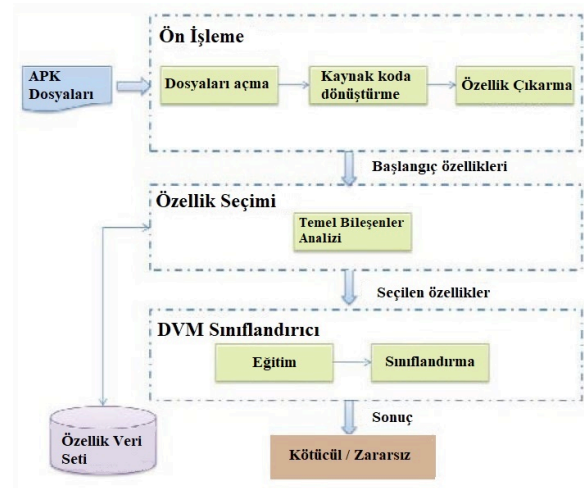 Ön İşleme
APK
Dosyaları
Dosyaları açma
Kaynak koda
dönüştürme
Özellik Çıkarma
Başlangıç özellikleri
Özellik Seçimi
Temel Bileşenler
Analizi
Seçilen özellikler
DVM Sınıflandırıcı
Eğitim
Sınıflandırma
Sonuç
Özellik Veri
Seti
Kötücül / Zararsız